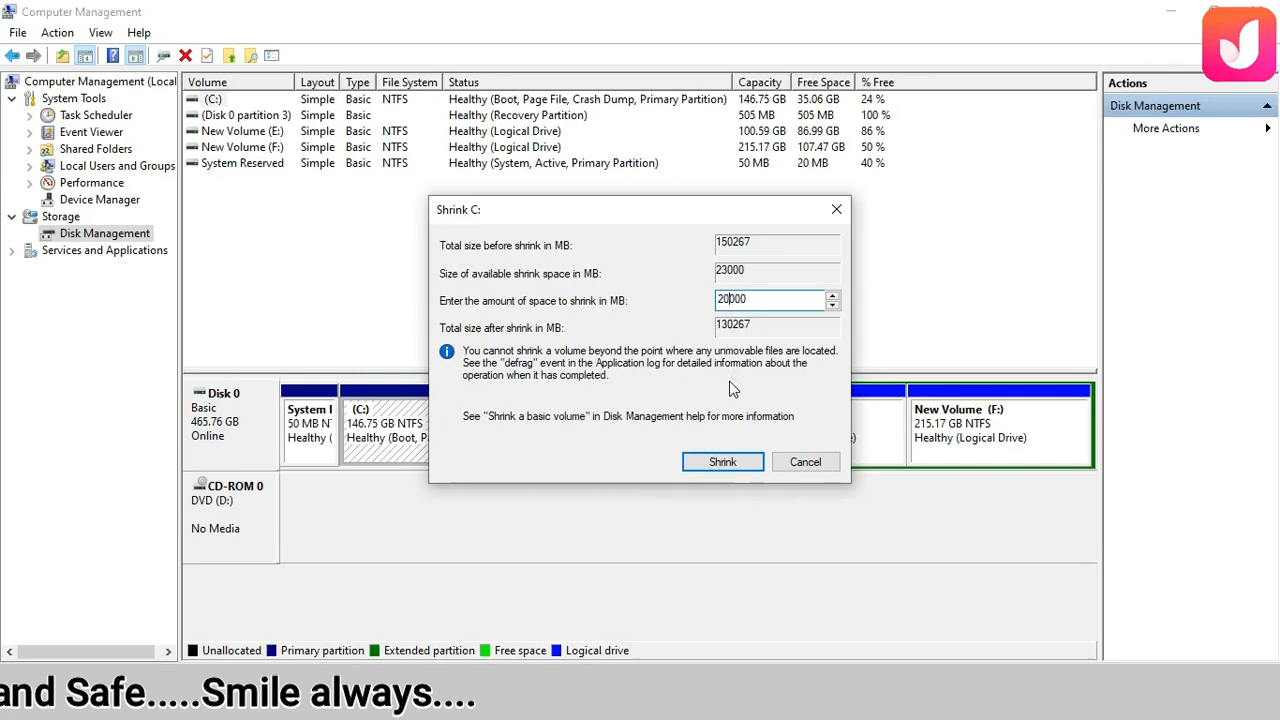 Computer Management
File Action View Help
Computer Management (Local
System Tools
Task Scheduler
Event Viewer
Shared Folders
Local Users and Groups
Performance
Device Manager
Storage
Disk Management
Services and Applications
Volume Layout Type File System Status Capacity Free Space % Free
(C:) Simple Basic NTFS Healthy (Boot, Page File, Crash Dump, Primary Partition) 146.75 GB 35.06 GB 24 %
(Disk 0 partition 3) Simple Basic Healthy (Recovery Partition) 505 MB 505 MB 100 %
New Volume (E:) Simple Basic NTFS Healthy (Logical Drive) 100.59 GB 86.99 GB 86 %
New Volume (F:) Simple Basic NTFS Healthy (Logical Drive) 215.17 GB 107.47 GB 50 %
System Reserved Simple Basic NTFS Healthy (System, Active, Primary Partition) 50 MB 20 MB 40 %
Actions
Disk Management
More Actions
Shrink C:
Total size before shrink in MB: 150267
Size of available shrink space in MB: 23000
Enter the amount of space to shrink in MB: 20000
Total size after shrink in MB: 130267
You cannot shrink a volume beyond the point where any unmovable files are located.
See the "defrag" event in the Application log for detailed information about the
operation when it has completed.
See "Shrink a basic volume" in Disk Management help for more information
Shrink Cancel
Disk 0
Basic
465.76 GB
Online
System I
50 MB NT
Healthy (
(C:)
146.75 GB NTFS
Healthy (Boot, P
New Volume (F:)
215.17 GB NTFS
Healthy (Logical Drive)
CD-ROM 0
DVD (D:)
No Media
Unallocated Primary partition Extended partition Free space Logical drive
and Safe.....Smile always....